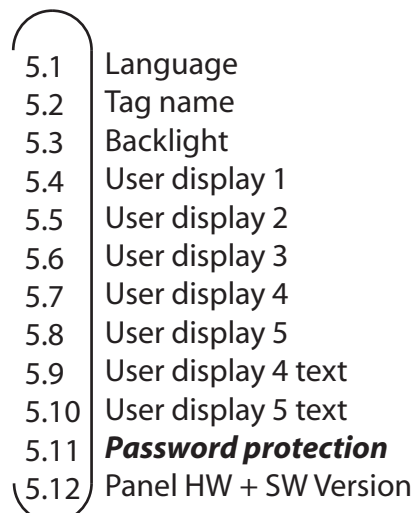 5.1 Language
5.2 Tag name
5.3 Backlight
5.4 User display 1
5.5 User display 2
5.6 User display 3
5.7 User display 4
5.8 User display 5
5.9 User display 4 text
5.10 User display 5 text
5.11 Password protection
5.12 Panel HW + SW Version